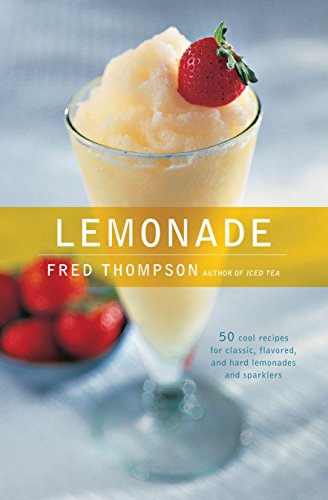 LEMONADE
FRED THOMPSON AUTHOR OF ICED TEA
50 cool recipes
for classic, flavored,
and hard lemonades
and sparklers